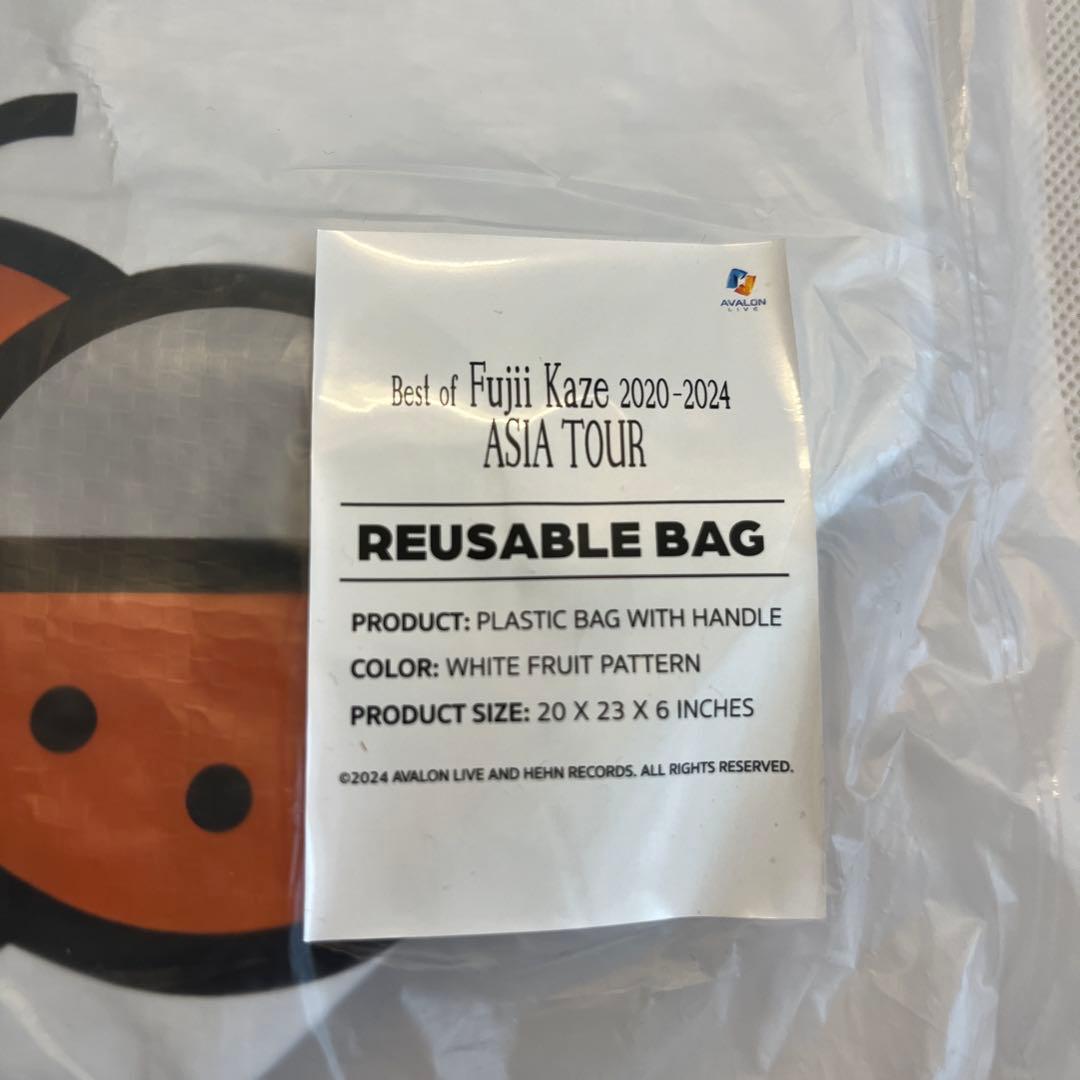 AVALON
LIVE
Best of Fujii Kaze 2020-2024
ASIA TOUR
REUSABLE BAG
PRODUCT: PLASTIC BAG WITH HANDLE
COLOR: WHITE FRUIT PATTERN
PRODUCT SIZE: 20 X 23 X 6 INCHES
©2024 AVALON LIVE AND HEHN RECORDS. ALL RIGHTS RESERVED.